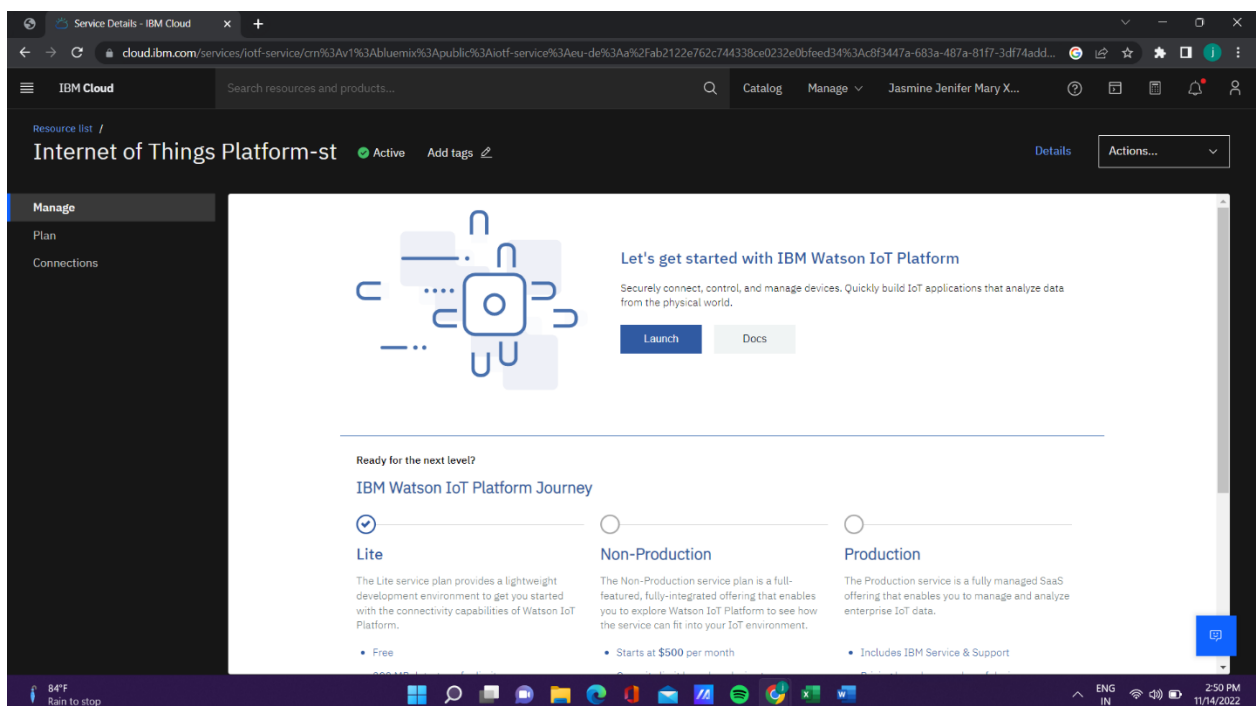 Service Details - IBM Cloud
cloud.ibm.com/services/iotf-service/crn%3Av1%3Abluemix%3Apublic%3Aiotf-service%3Aeu-de%3Aa%2Fab2122e762c744338ce0232e0bfeed34%3Ac8f3447a-683a-487a-81f7-3df74add...
IBM Cloud
Search resources and products...
Catalog
Manage
Jasmine Jenifer Mary X...
Resource list /
Internet of Things Platform-st
Active
Add tags
Details
Actions...
Manage
Plan
Connections
Let's get started with IBM Watson IoT Platform
Securely connect, control, and manage devices. Quickly build IoT applications that analyze data
from the physical world.
Launch
Docs
Ready for the next level?
IBM Watson IoT Platform Journey
Lite
The Lite service plan provides a lightweight
development environment to get you started
with the connectivity capabilities of Watson IoT
Platform.
• Free
Non-Production
The Non-Production service plan is a full-
featured, fully-integrated offering that enables
you to explore Watson IoT Platform to see how
the service can fit into your IoT environment.
• Starts at $500 per month
Production
The Production service is a fully managed SaaS
offering that enables you to manage and analyze
enterprise IoT data.
• Includes IBM Service & Support
84°F
Rain to stop
ENG
IN
2:50 PM
11/14/2022